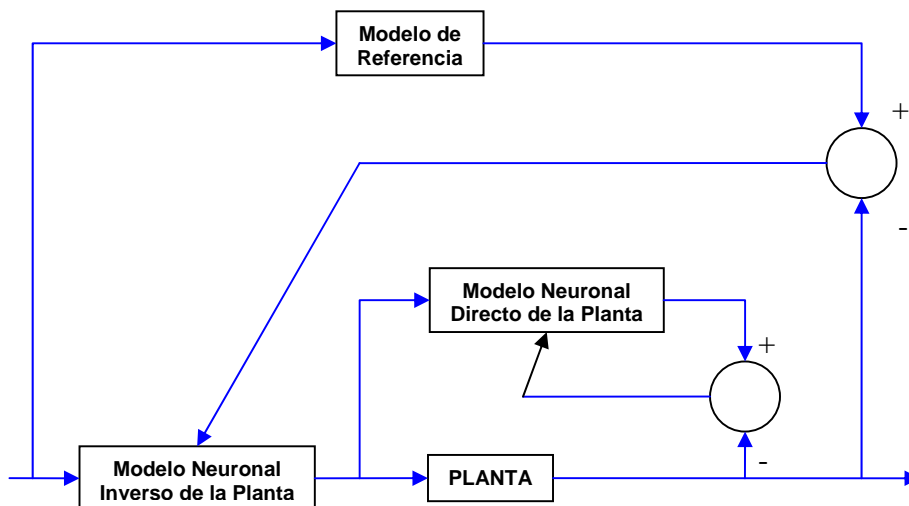 Modelo de
Referencia
+
-
Modelo Neuronal
Directo de la Planta
+
-
Modelo Neuronal
Inverso de la Planta
PLANTA